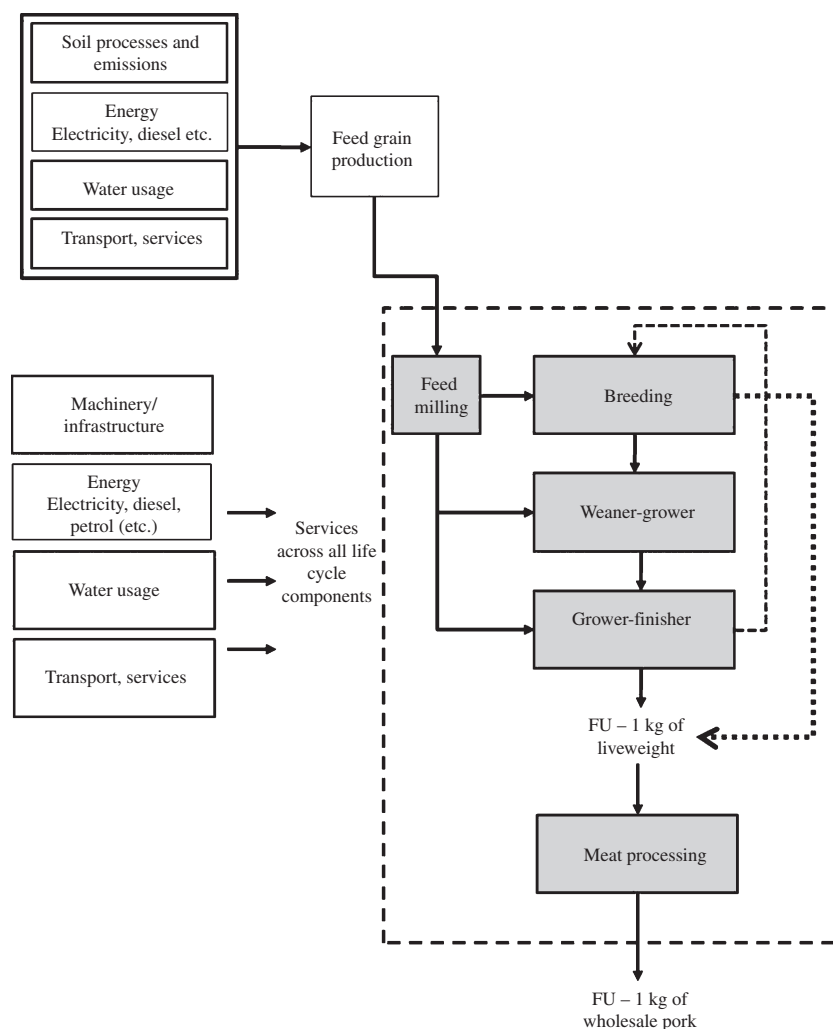 Soil processes and
emissions
Energy
Electricity, diesel etc.
Water usage
Transport, services
Feed grain
production
Feed
milling
Breeding
Machinery/
infrastructure
Energy
Electricity, diesel,
petrol (etc.)
Water usage
Transport, services
Services
across all life
cycle
components
Weaner-grower
Grower-finisher
FU – 1 kg of
liveweight
Meat processing
FU – 1 kg of
wholesale pork